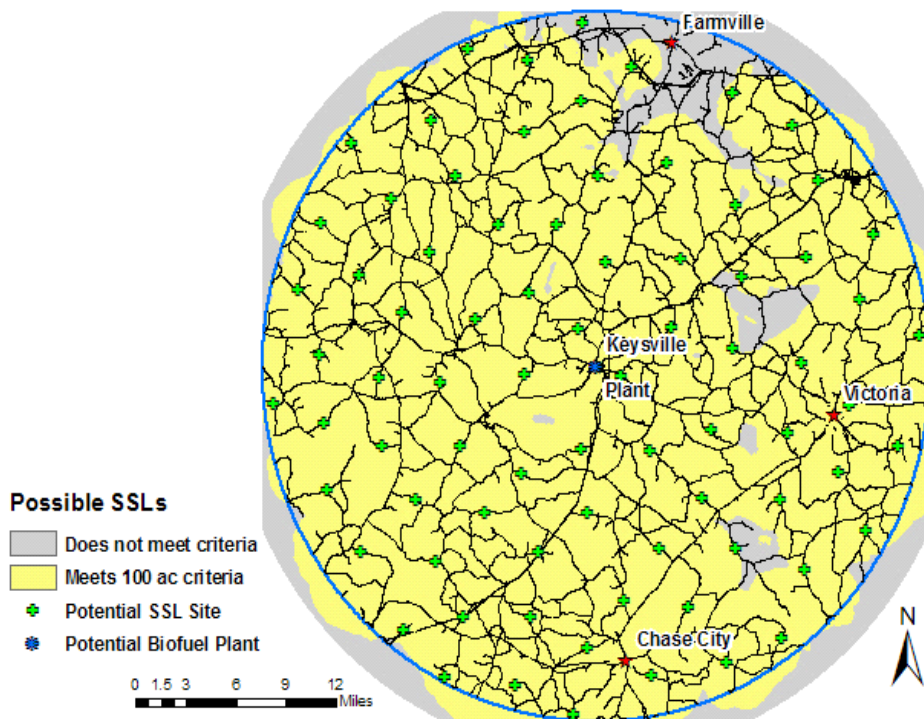 Farmville
Keysville
Plant
Victoria
Chase City
Possible SSLs
Does not meet criteria
Meets 100 ac criteria
Potential SSL Site
Potential Biofuel Plant
0 1.5 3 6 9 12
Miles
N